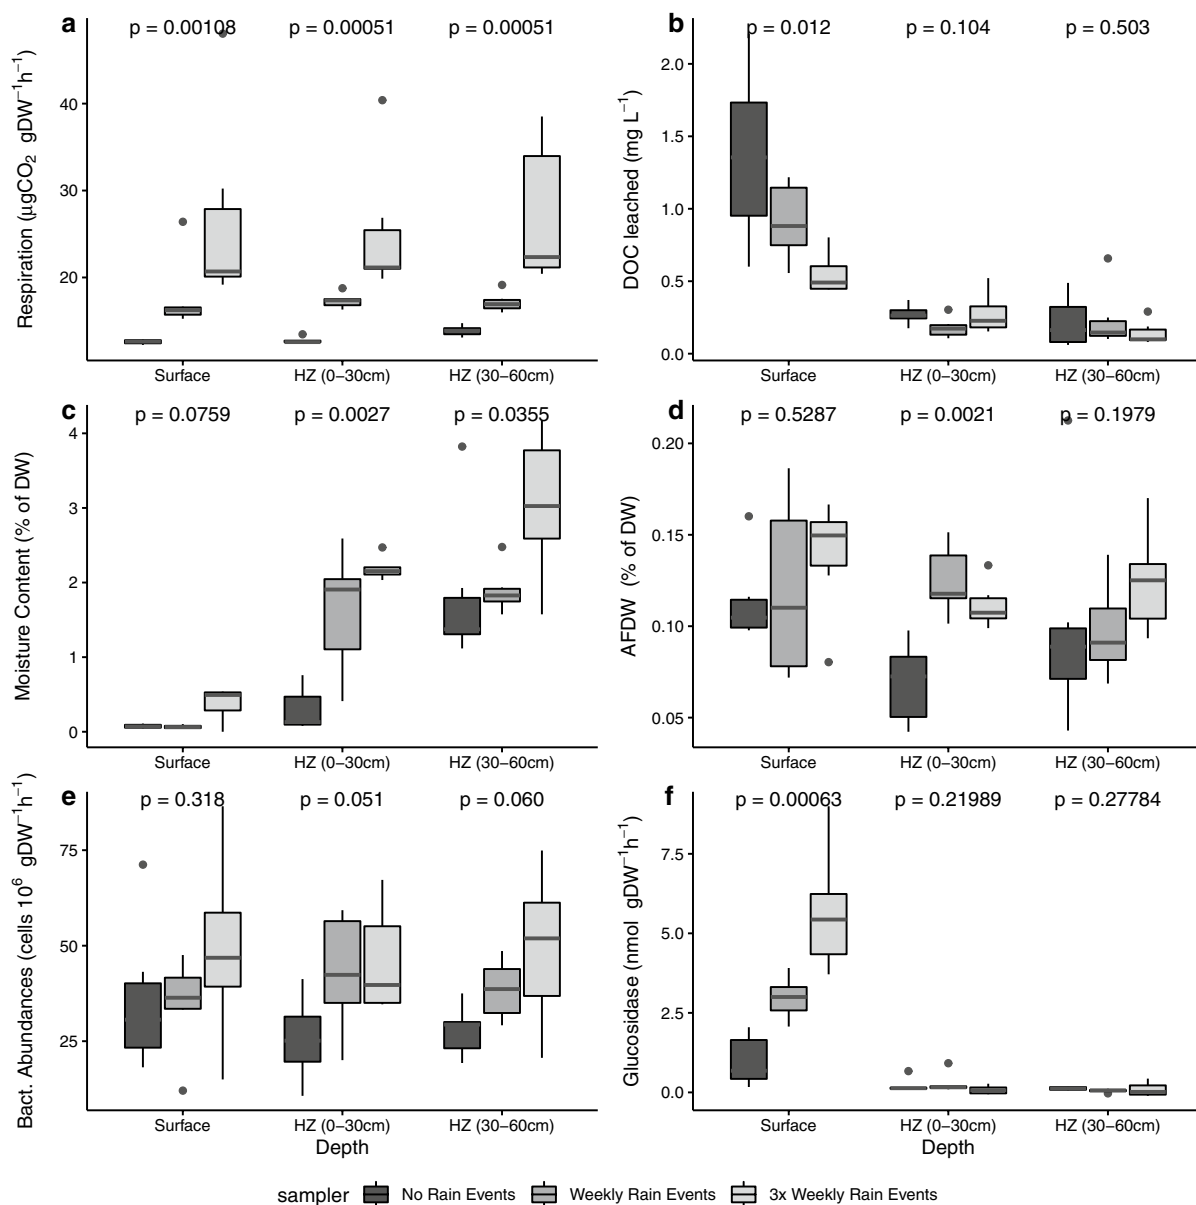 a
p = 0.00108
p = 0.00051
p = 0.00051
Respiration (µgCO₂ gDW⁻¹h⁻¹)
40
30
20
Surface
HZ (0−30cm)
HZ (30−60cm)
b
p = 0.012
p = 0.104
p = 0.503
DOC leached (mg L⁻¹)
2.0
1.5
1.0
0.5
0.0
Surface
HZ (0−30cm)
HZ (30−60cm)
c
p = 0.0759
p = 0.0027
p = 0.0355
Moisture Content (% of DW)
4
3
2
1
0
Surface
HZ (0−30cm)
HZ (30−60cm)
d
p = 0.5287
p = 0.0021
p = 0.1979
AFDW (% of DW)
0.20
0.15
0.10
0.05
Surface
HZ (0−30cm)
HZ (30−60cm)
e
p = 0.318
p = 0.051
p = 0.060
Bact. Abundances (cells 10⁶ gDW⁻¹h⁻¹)
75
50
25
Surface
HZ (0−30cm)
HZ (30−60cm)
Depth
f
p = 0.00063
p = 0.21989
p = 0.27784
Glucosidase (nmol gDW⁻¹h⁻¹)
7.5
5.0
2.5
0.0
Surface
HZ (0−30cm)
HZ (30−60cm)
Depth
sampler No Rain Events Weekly Rain Events 3x Weekly Rain Events